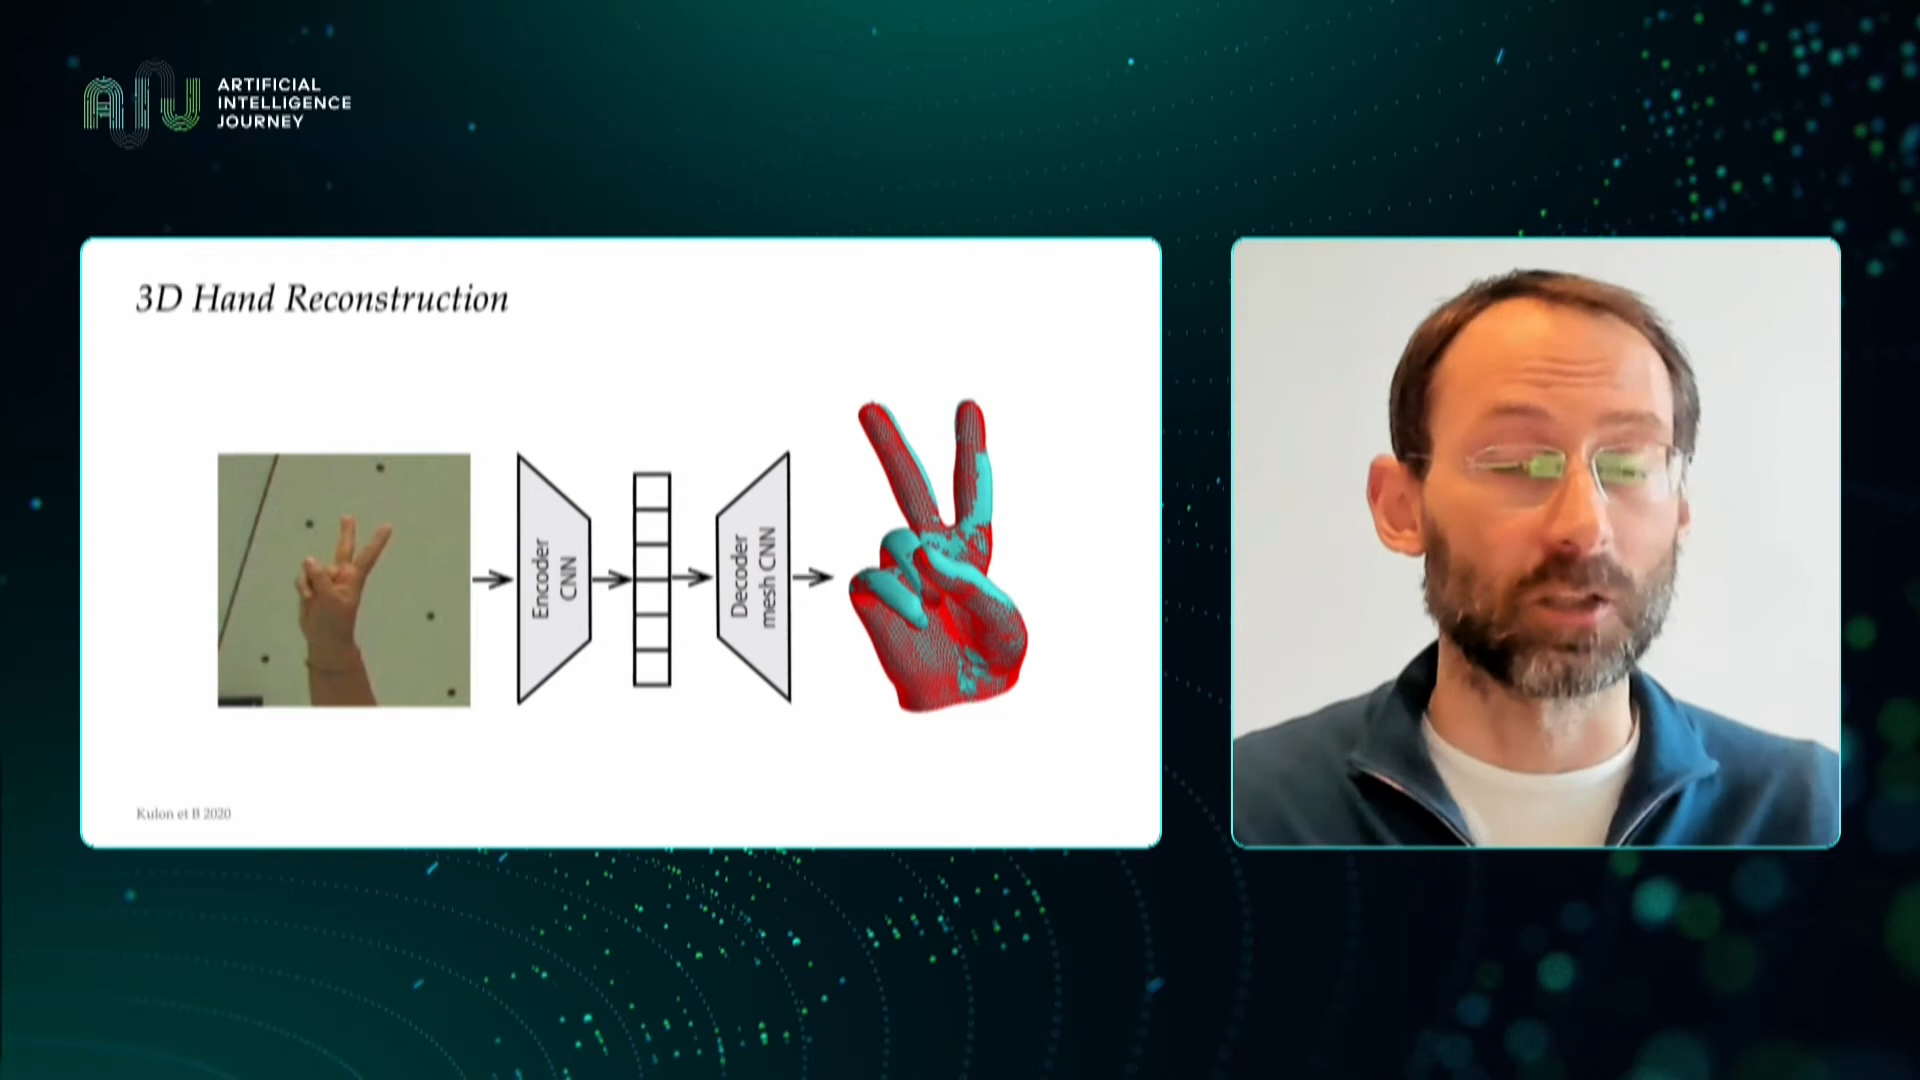 ARTIFICIAL
INTELLIGENCE
JOURNEY
3D Hand Reconstruction
Encoder
CNN
Decoder
mesh CNN
Kulon et B 2020